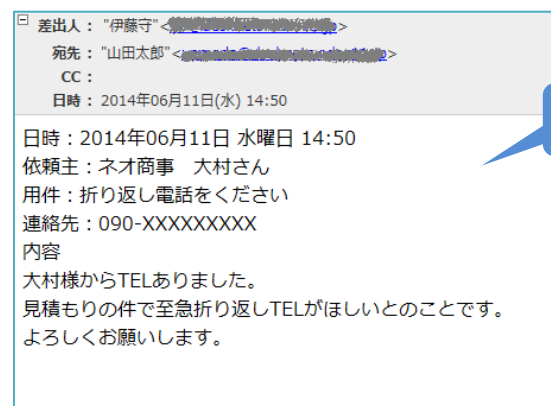 差出人： "伊藤守"<
宛先： "山田太郎"<
CC：
日時： 2014年06月11日(水) 14:50
日時：2014年06月11日 水曜日 14:50
依頼主：ネオ商事　大村さん
用件：折り返し電話をください
連絡先：090-XXXXXXXXX
内容
大村様からTELありました。
見積もりの件で至急折り返しTELがほしいとのことです。
よろしくお願いします。